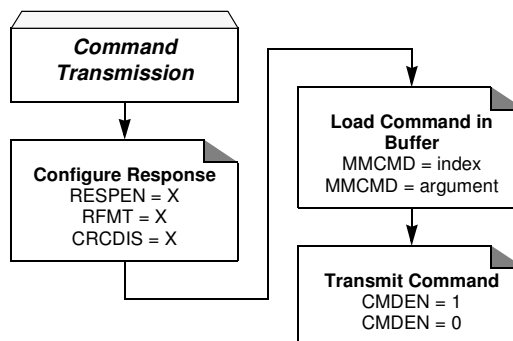 Command
Transmission
Configure Response
RESPEN = X
RFMT = X
CRCDIS = X
Load Command in
Buffer
MMCMD = index
MMCMD = argument
Transmit Command
CMDEN = 1
CMDEN = 0